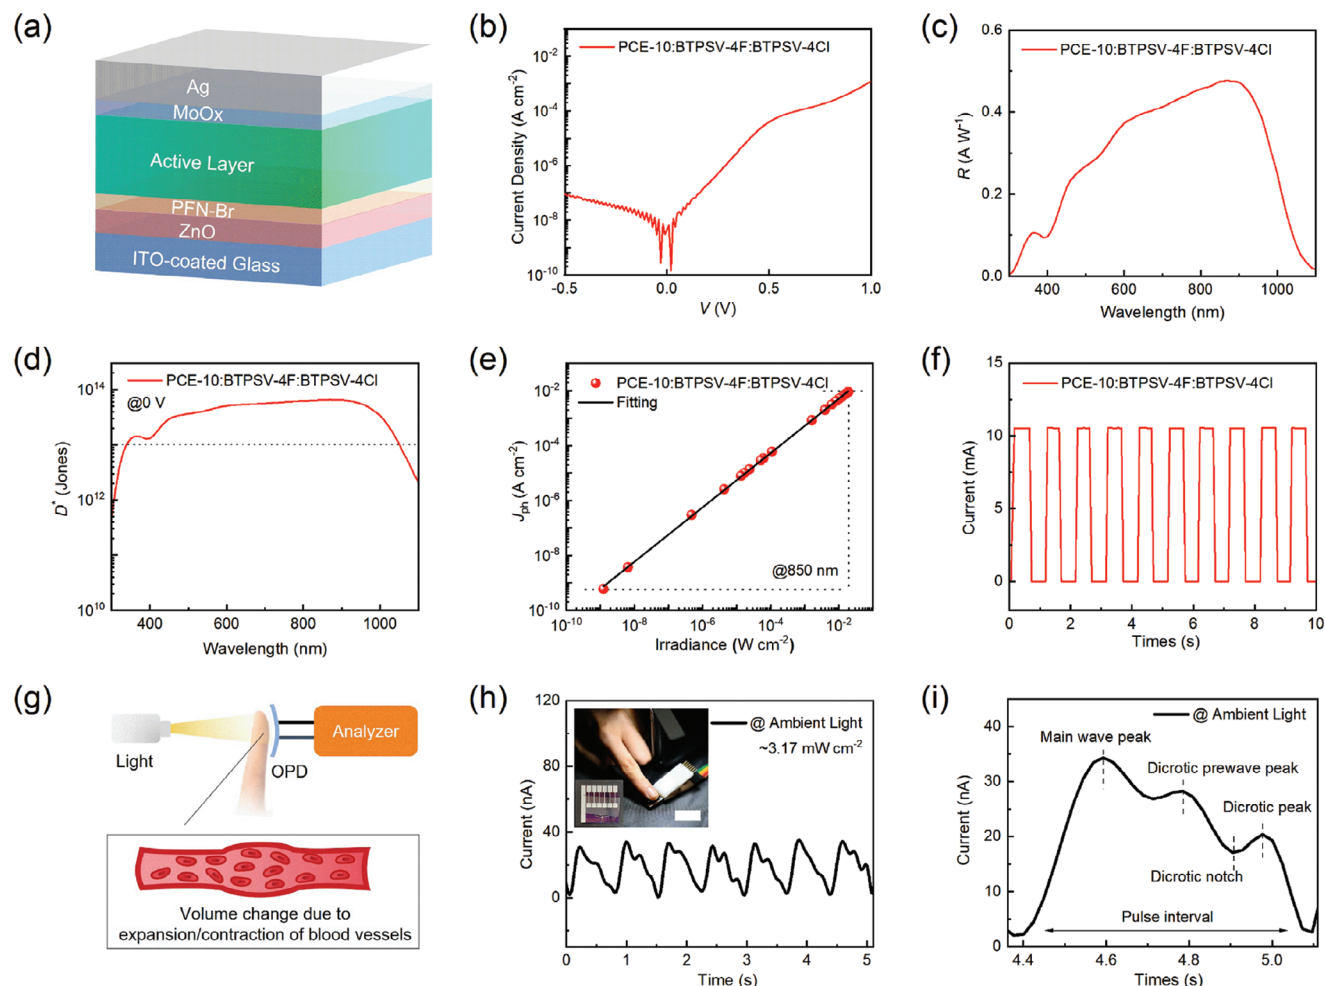 (a)
Ag
MoOx
Active Layer
PFN-Br
ZnO
ITO-coated Glass
(b)
PCE-10:BTPSV-4F:BTPSV-4Cl
Current Density (A cm⁻²)
10⁻²
10⁻⁴
10⁻⁶
10⁻⁸
10⁻¹⁰
-0.5 0.0 0.5 1.0
V (V)
(c)
PCE-10:BTPSV-4F:BTPSV-4Cl
R (A W⁻¹)
0.6
0.4
0.2
0.0
400 600 800 1000
Wavelength (nm)
(d)
PCE-10:BTPSV-4F:BTPSV-4Cl
@0 V
D* (Jones)
10¹⁴
10¹²
10¹⁰
400 600 800 1000
Wavelength (nm)
(e)
PCE-10:BTPSV-4F:BTPSV-4Cl
Fitting
Jph (A cm⁻²)
10⁻²
10⁻⁴
10⁻⁶
10⁻⁸
10⁻¹⁰
@850 nm
10⁻¹⁰ 10⁻⁸ 10⁻⁶ 10⁻⁴ 10⁻²
Irradiance (W cm⁻²)
(f)
PCE-10:BTPSV-4F:BTPSV-4Cl
Current (mA)
15
10
5
0
0 2 4 6 8 10
Times (s)
(g)
Light
OPD
Analyzer
Volume change due to
expansion/contraction of blood vessels
(h)
@ Ambient Light
~3.17 mW cm⁻²
Current (nA)
120
80
40
0
0 1 2 3 4 5
Time (s)
(i)
@ Ambient Light
Main wave peak
Dicrotic prewave peak
Dicrotic peak
Dicrotic notch
Pulse interval
Current (nA)
40
30
20
10
0
4.4 4.6 4.8 5.0
Times (s)